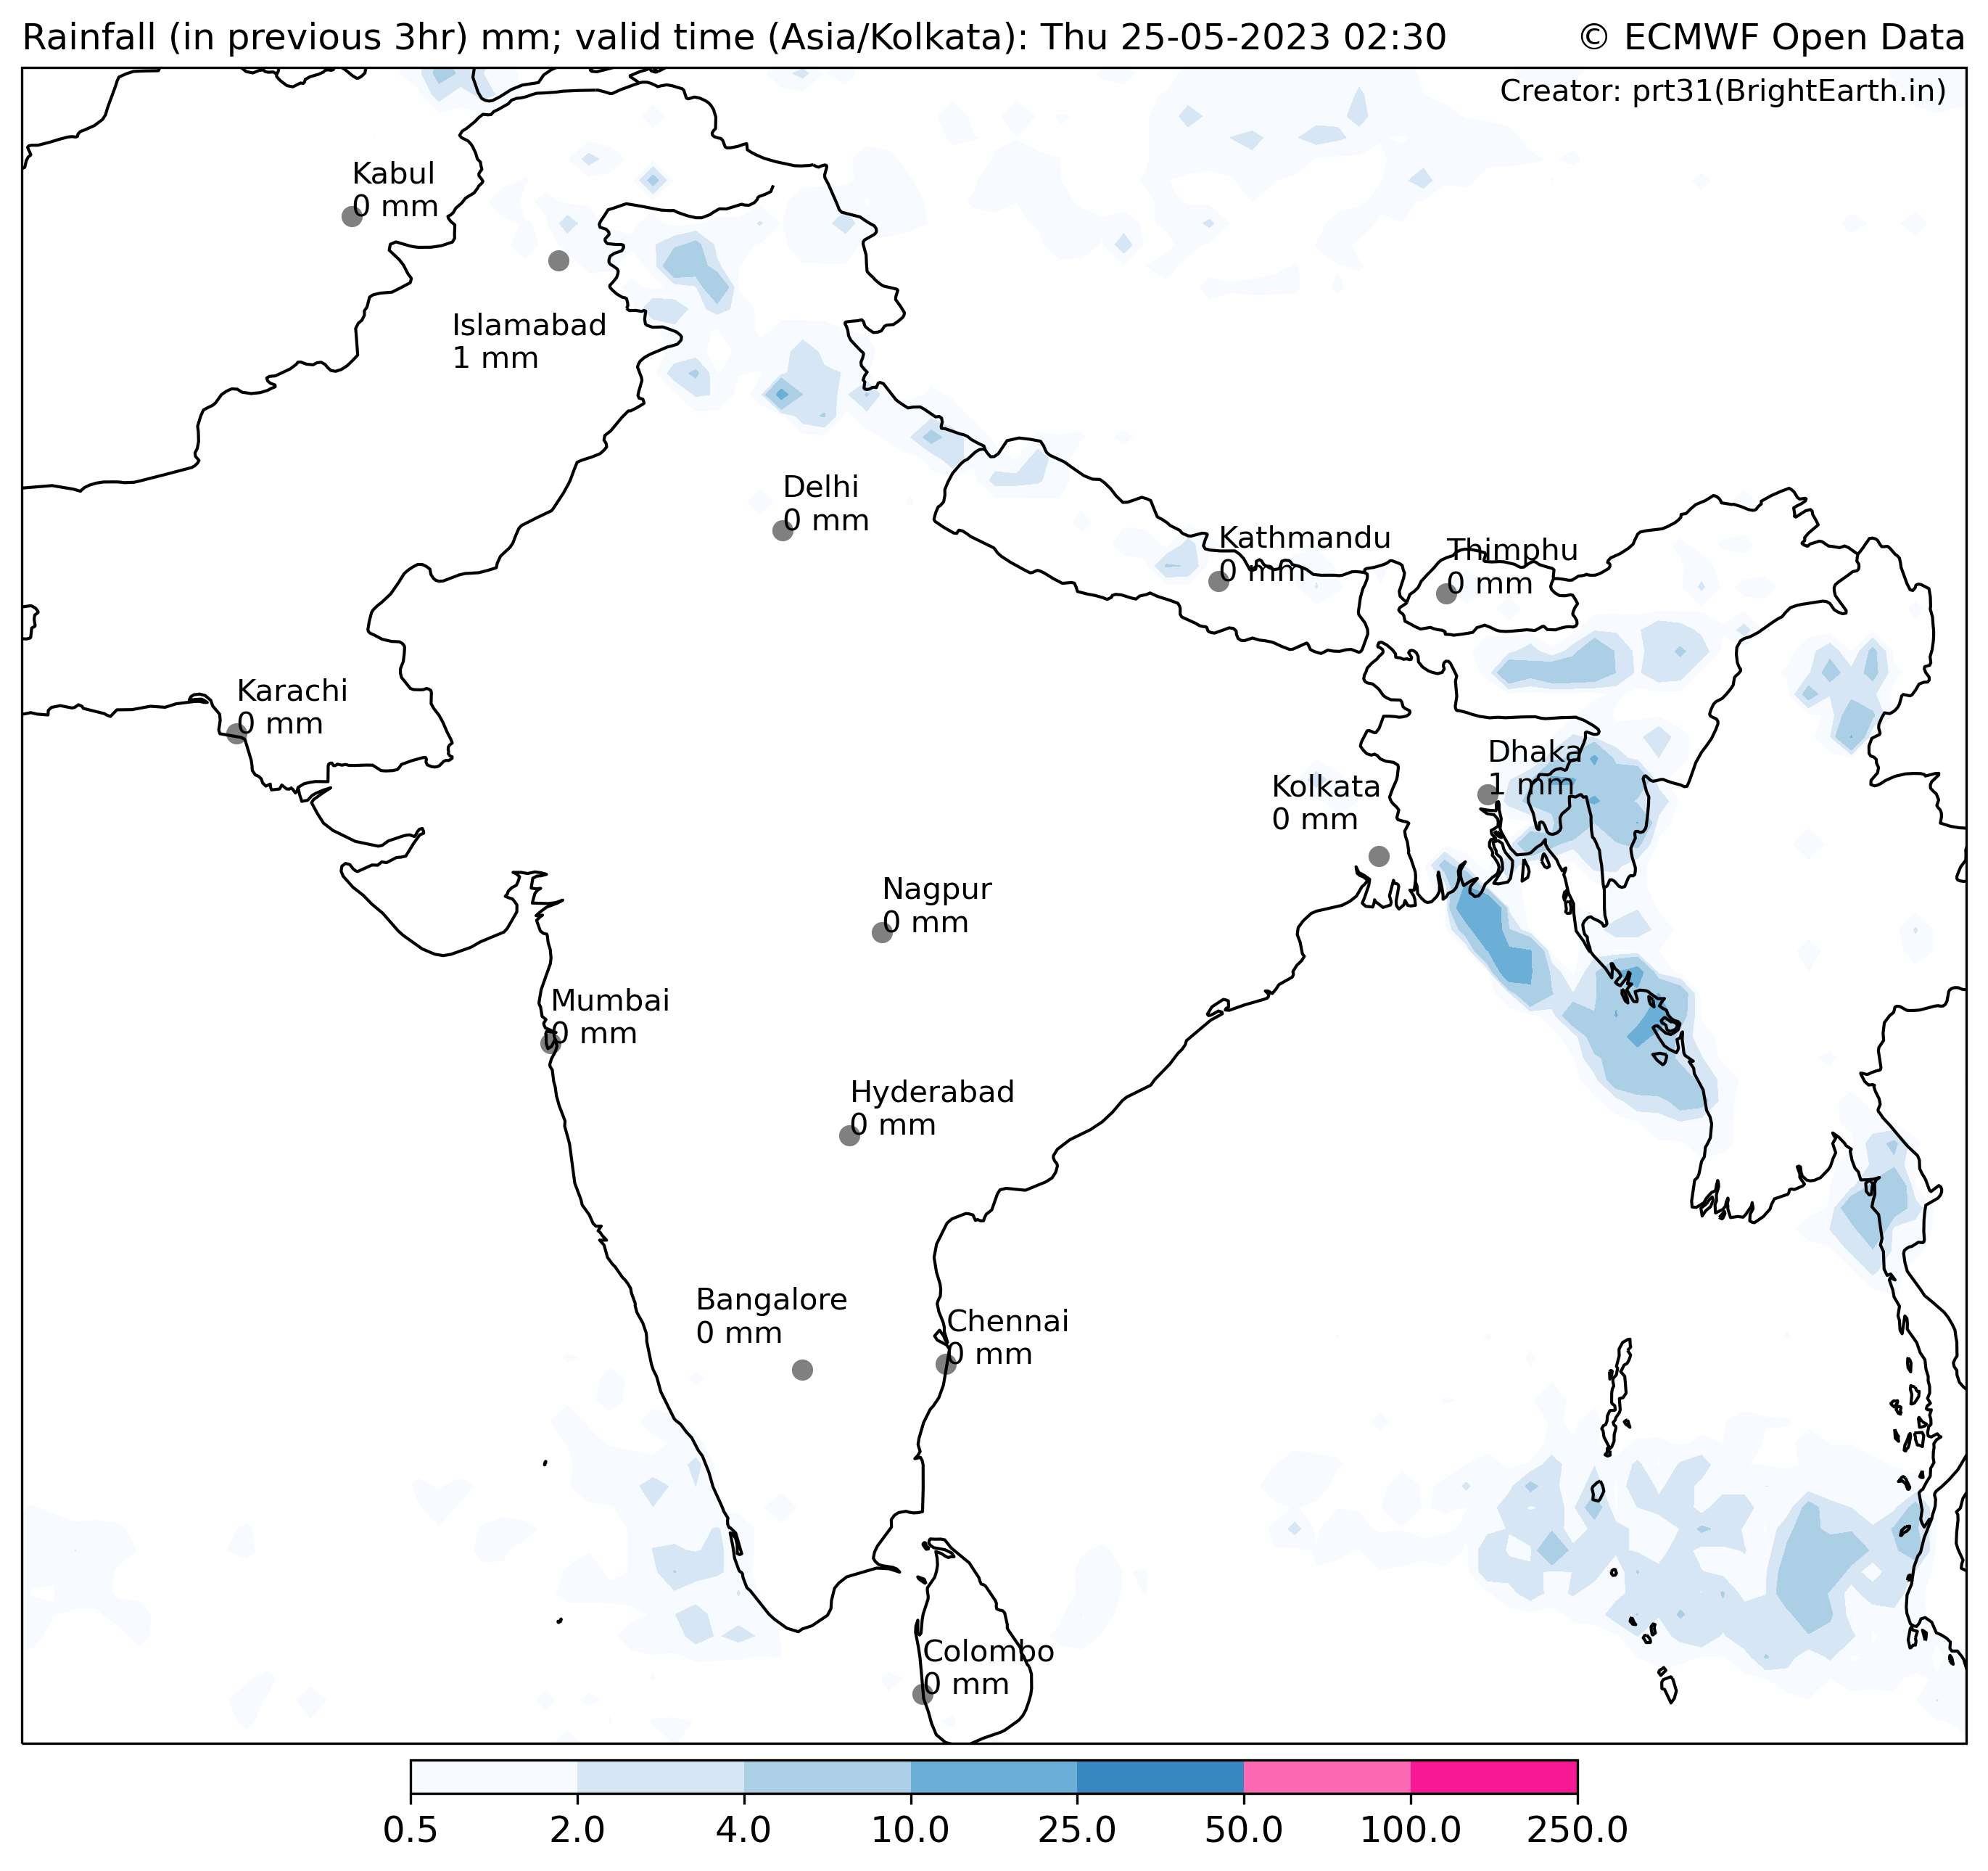 Rainfall (in previous 3hr) mm; valid time (Asia/Kolkata): Thu 25-05-2023 02:30
© ECMWF Open Data
Creator: prt31(BrightEarth.in)
Kabul
0 mm
Islamabad
1 mm
Delhi
0 mm
Kathmandu
0 mm
Thimphu
0 mm
Karachi
0 mm
Dhaka
1 mm
Kolkata
0 mm
Nagpur
0 mm
Mumbai
0 mm
Hyderabad
0 mm
Bangalore
0 mm
Chennai
0 mm
Colombo
0 mm
0.5 2.0 4.0 10.0 25.0 50.0 100.0 250.0